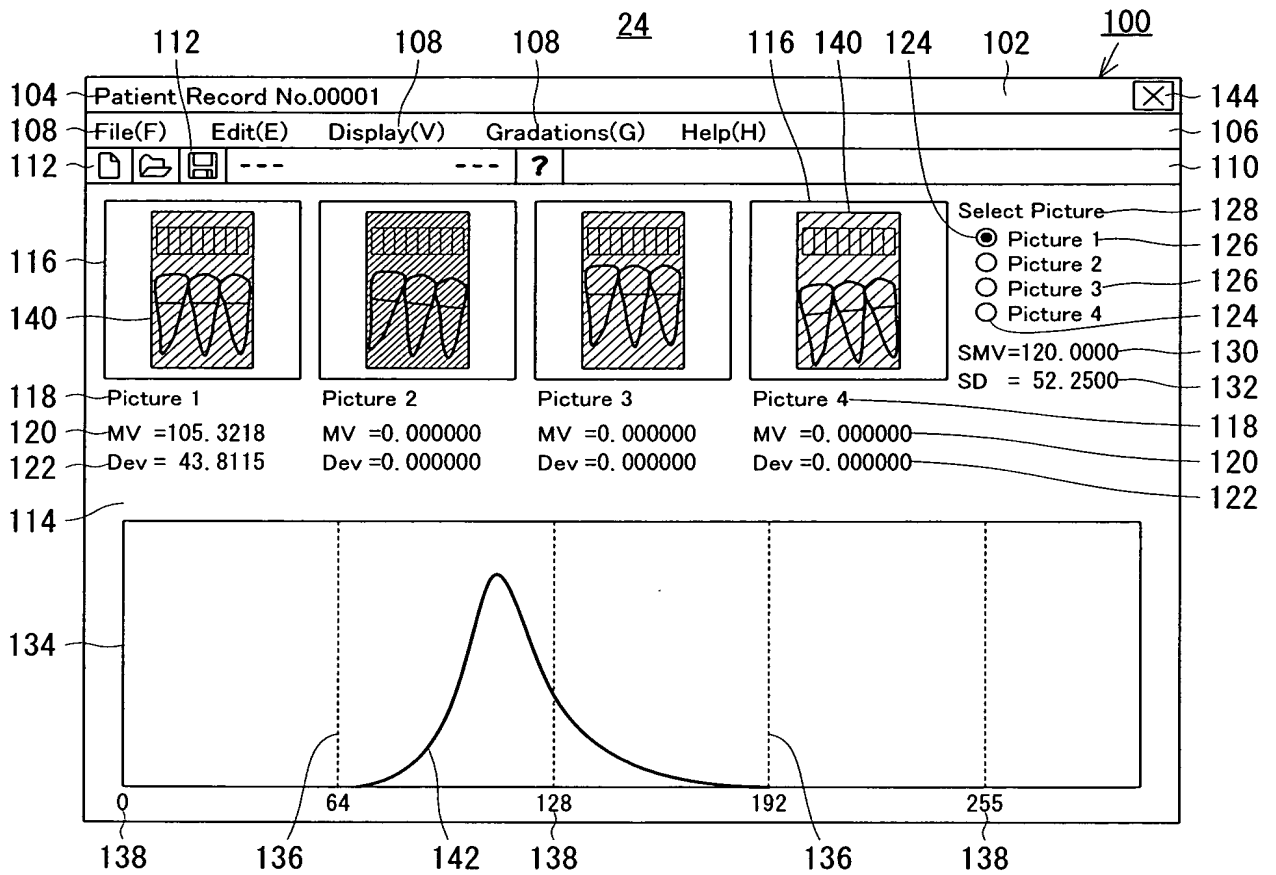 24
112 108 108 116 140 124 100 102
104 Patient Record No.00001 144
108 File(F) Edit(E) Display(V) Gradations(G) Help(H) 106
112 --- --- ? 110
Select Picture 128
116 Picture 1 126
Picture 2
Picture 3 126
140 Picture 4 124
SMV=120.0000 130
SD = 52.2500 132
118 Picture 1 Picture 2 Picture 3 Picture 4 118
120 MV =105.3218 MV =0.000000 MV =0.000000 MV =0.000000 120
122 Dev = 43.8115 Dev =0.000000 Dev =0.000000 Dev =0.000000 122
114
134
0 64 128 192 255
138 136 142 138 136 138